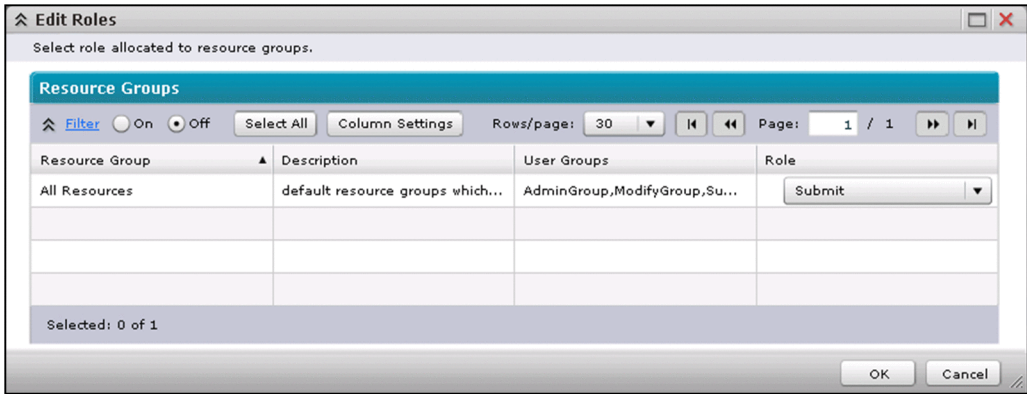 Edit Roles
Select role allocated to resource groups.
Resource Groups
Filter On Off Select All Column Settings Rows/page: 30 Page: 1 / 1
Resource Group Description User Groups Role
All Resources default resource groups which... AdminGroup,ModifyGroup,Su... Submit
Selected: 0 of 1
OK Cancel